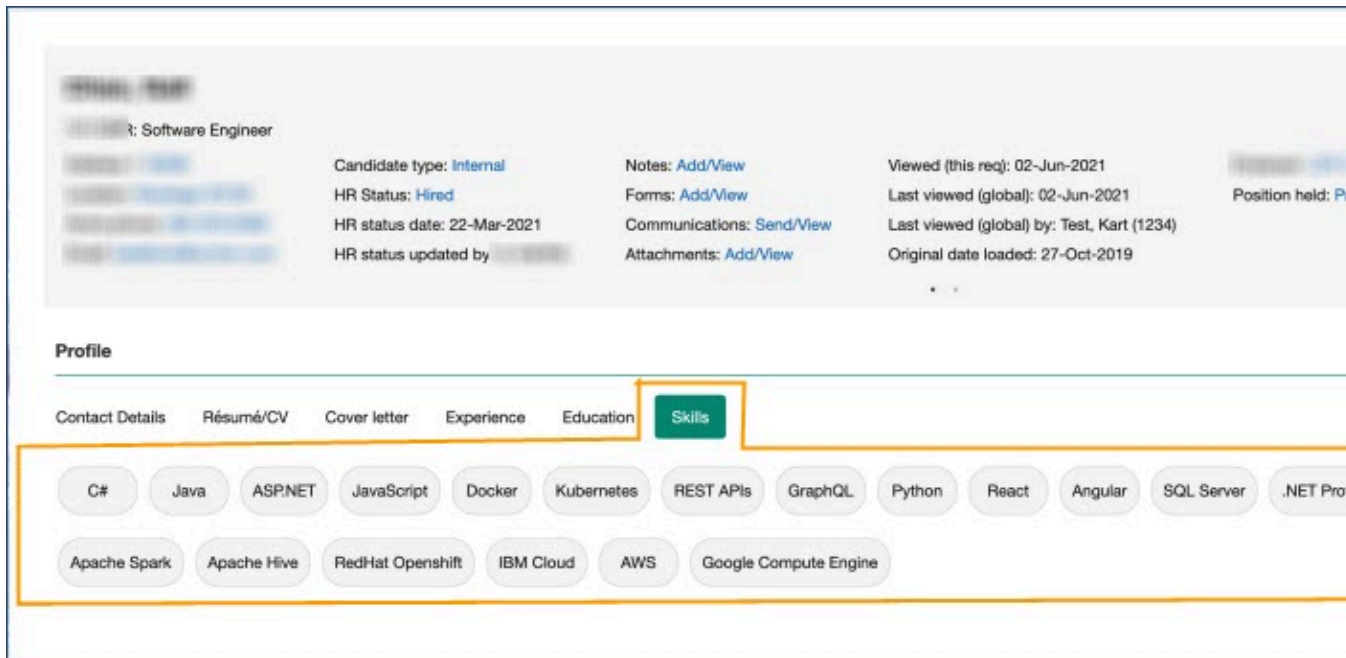 R: Software Engineer
Candidate type: Internal Notes: Add/View Viewed (this req): 02-Jun-2021
HR Status: Hired Forms: Add/View Last viewed (global): 02-Jun-2021 Position held:
HR status date: 22-Mar-2021 Communications: Send/View Last viewed (global) by: Test, Kart (1234)
HR status updated by Attachments: Add/View Original date loaded: 27-Oct-2019
Profile
Contact Details Résumé/CV Cover letter Experience Education Skills
C# Java ASP.NET JavaScript Docker Kubernetes REST APIs GraphQL Python React Angular SQL Server .NET Pro
Apache Spark Apache Hive RedHat Openshift IBM Cloud AWS Google Compute Engine